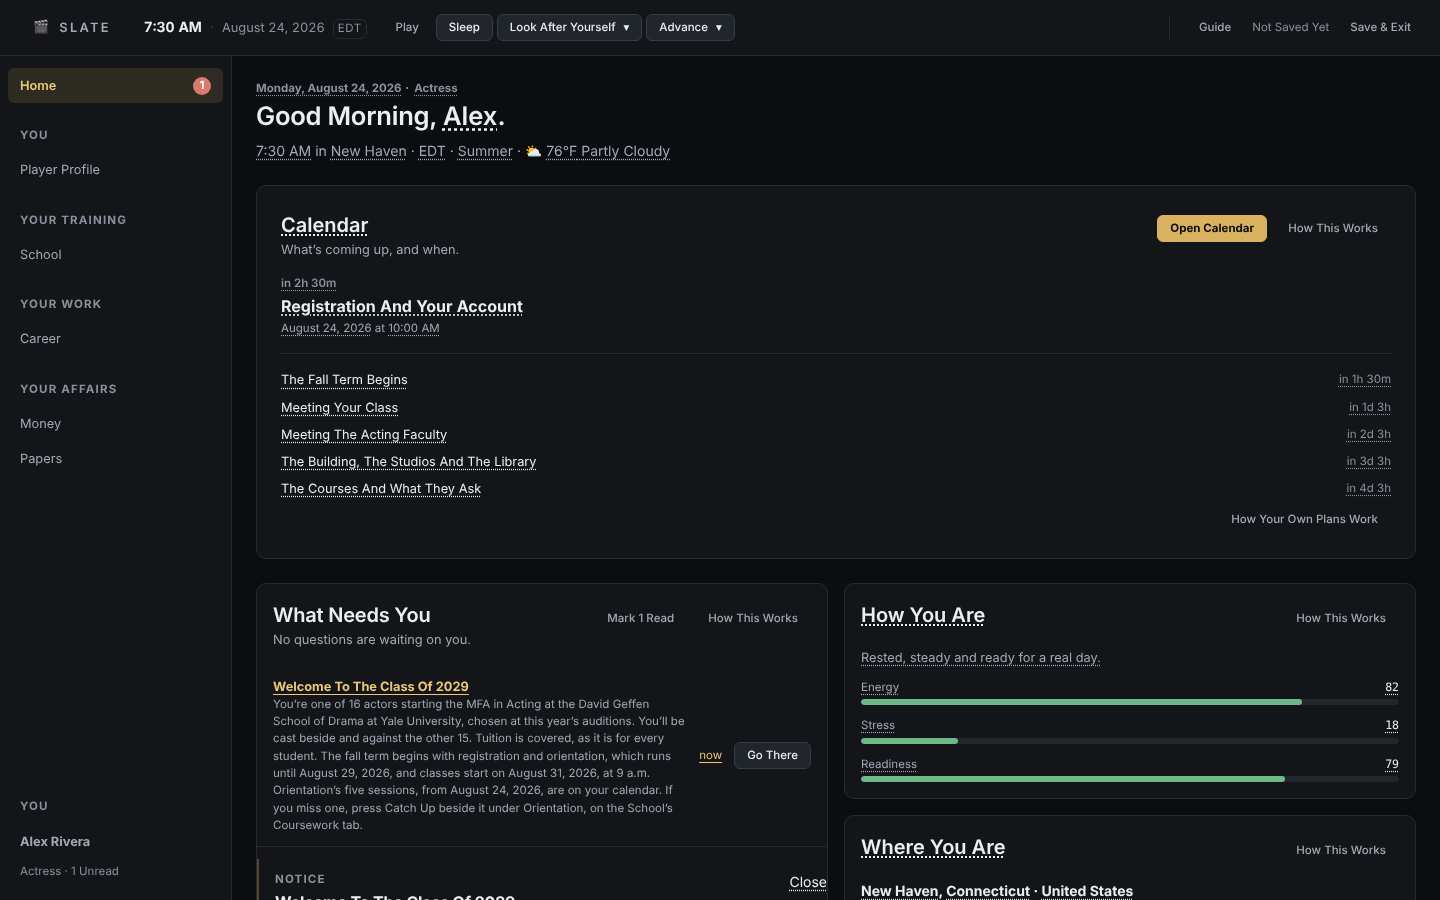 SLATE
7:30 AM · August 24, 2026 EDT
Play
Sleep
Look After Yourself ▾
Advance ▾
Guide
Not Saved Yet
Save & Exit
Home
1
YOU
Player Profile
YOUR TRAINING
School
YOUR WORK
Career
YOUR AFFAIRS
Money
Papers
YOU
Alex Rivera
Actress · 1 Unread
Monday, August 24, 2026 · Actress
Good Morning, Alex.
7:30 AM in New Haven · EDT · Summer · ⛅ 76°F Partly Cloudy
Calendar
What's coming up, and when.
Open Calendar
How This Works
in 2h 30m
Registration And Your Account
August 24, 2026 at 10:00 AM
The Fall Term Begins
in 1h 30m
Meeting Your Class
in 1d 3h
Meeting The Acting Faculty
in 2d 3h
The Building, The Studios And The Library
in 3d 3h
The Courses And What They Ask
in 4d 3h
How Your Own Plans Work
What Needs You
Mark 1 Read
How This Works
No questions are waiting on you.
Welcome To The Class Of 2029
You're one of 16 actors starting the MFA in Acting at the David Geffen
School of Drama at Yale University, chosen at this year's auditions. You'll be
cast beside and against the other 15. Tuition is covered, as it is for every
student. The fall term begins with registration and orientation, which runs
until August 29, 2026, and classes start on August 31, 2026, at 9 a.m.
Orientation's five sessions, from August 24, 2026, are on your calendar. If
you miss one, press Catch Up beside it under Orientation, on the School's
Coursework tab.
now
Go There
NOTICE
Close
Welcome To The Class Of 2029
How You Are
How This Works
Rested, steady and ready for a real day.
Energy
82
Stress
18
Readiness
79
Where You Are
How This Works
New Haven, Connecticut · United States